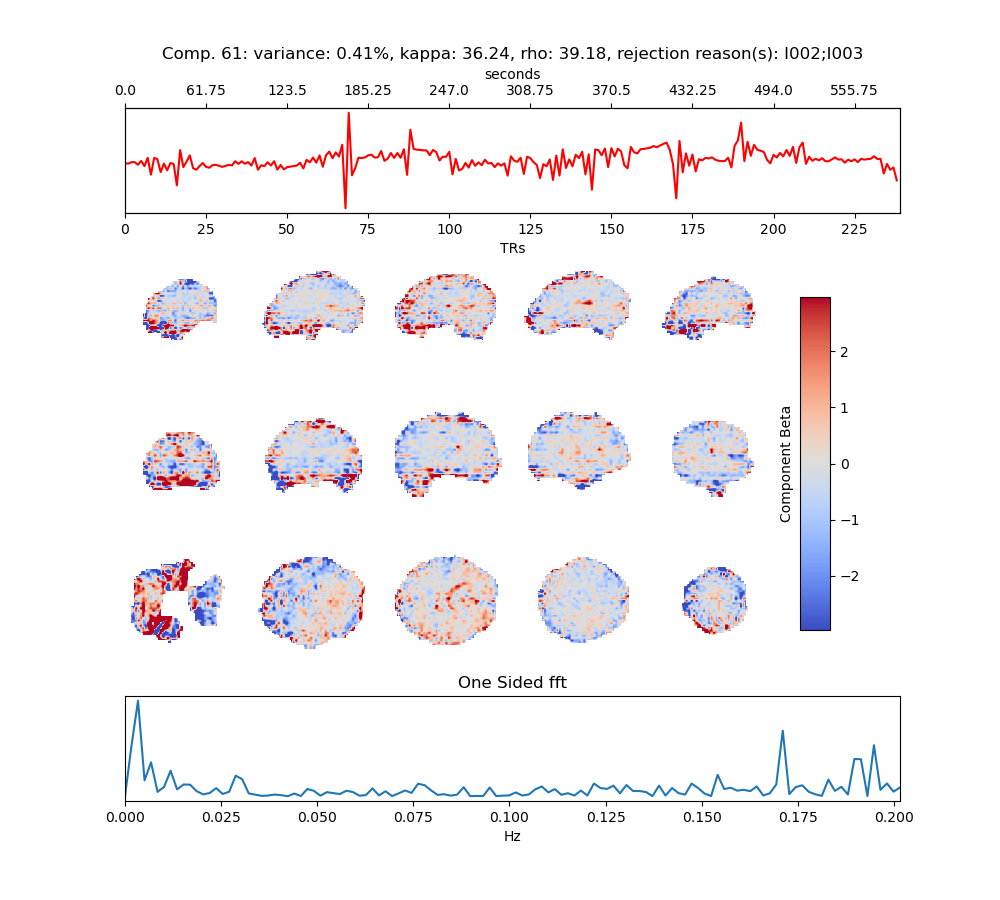 Comp. 61: variance: 0.41%, kappa: 36.24, rho: 39.18, rejection reason(s): I002;I003
seconds
0.0 61.75 123.5 185.25 247.0 308.75 370.5 432.25 494.0 555.75
0 25 50 75 100 125 150 175 200 225
TRs
2
1
0
−1
−2
Component Beta
One Sided fft
0.000 0.025 0.050 0.075 0.100 0.125 0.150 0.175 0.200
Hz